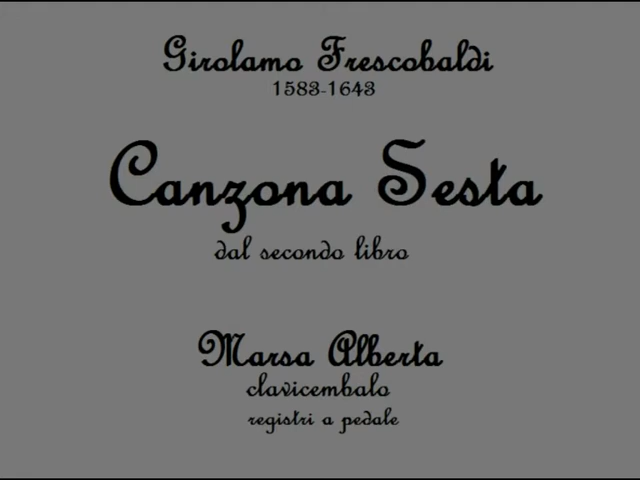 Girolamo Frescobaldi
1583-1643
Canzona Sesta
dal secondo libro
Marsa Alberta
clavicembalo
registri a pedale